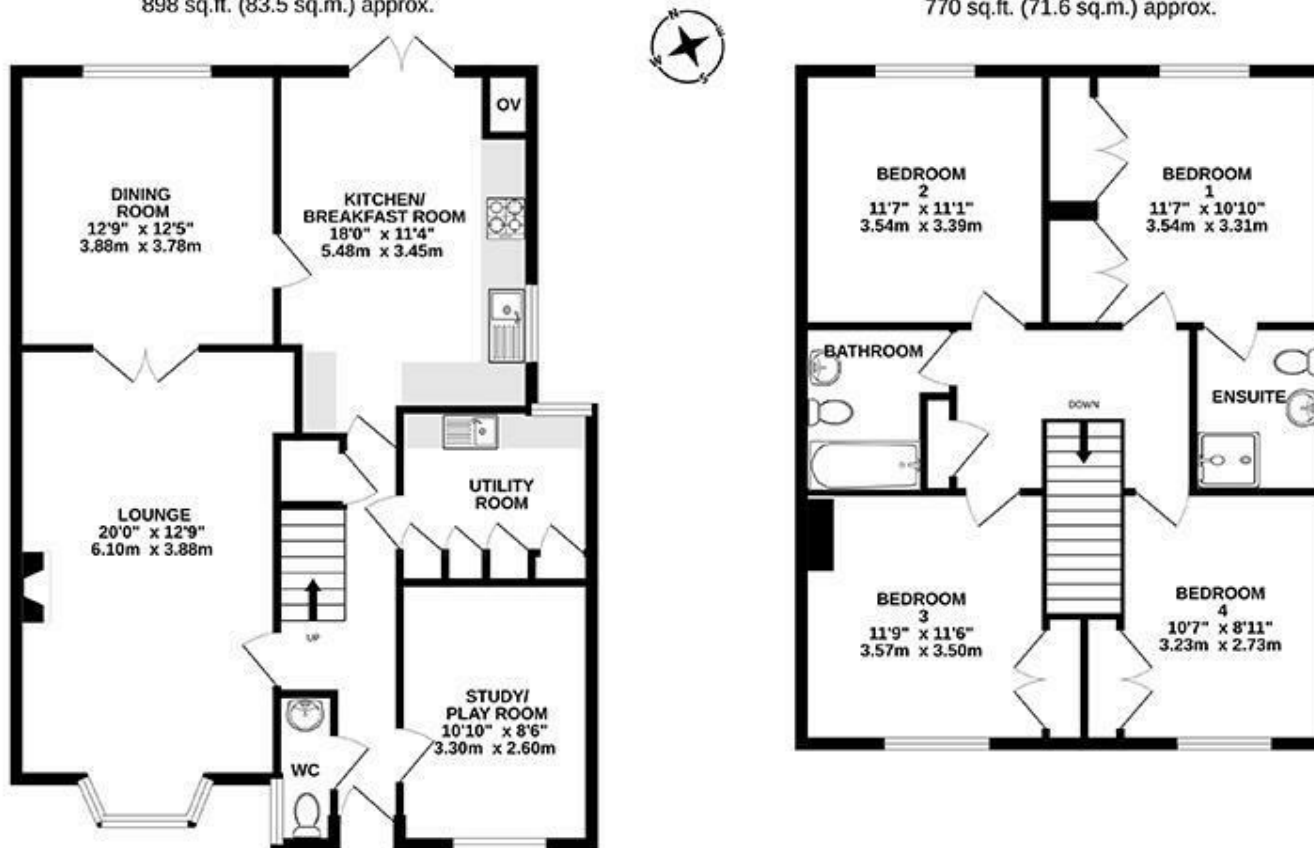 898 sq.ft. (83.5 sq.m.) approx.
770 sq.ft. (71.6 sq.m.) approx.
N
E
S
W
OV
DINING
ROOM
12'9" x 12'5"
3.88m x 3.78m
KITCHEN/
BREAKFAST ROOM
18'0" x 11'4"
5.48m x 3.45m
UTILITY
ROOM
LOUNGE
20'0" x 12'9"
6.10m x 3.88m
UP
STUDY/
PLAY ROOM
10'10" x 8'6"
3.30m x 2.60m
WC
BEDROOM
2
11'7" x 11'1"
3.54m x 3.39m
BEDROOM
1
11'7" x 10'10"
3.54m x 3.31m
BATHROOM
DOWN
ENSUITE
BEDROOM
3
11'9" x 11'6"
3.57m x 3.50m
BEDROOM
4
10'7" x 8'11"
3.23m x 2.73m